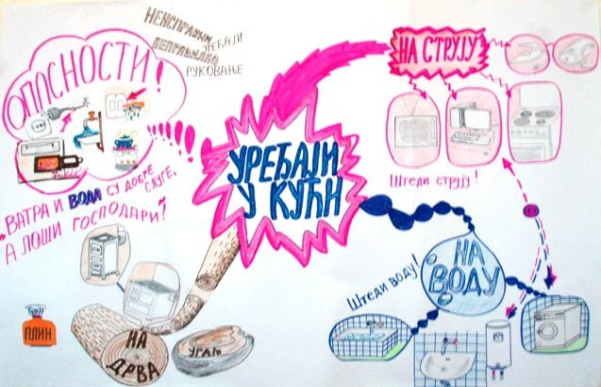 НЕИСПРАВНИ
УРЕЂАЈИ
НЕПРАВИЛНО
РУКОВАЊЕ
ОПАСНОСТИ!
НА СТРУЈУ
Штеди струју!
УРЕЂАЈИ
У КУЋИ
„ВАТРА И ВОДА СУ ДОБРЕ
СЛУГЕ,
А ЛОШИ ГОСПОДАРИ?"
НА
ВОДУ
Штеди воду!
ПЛИН
НА
ДРВА
УГАЉ